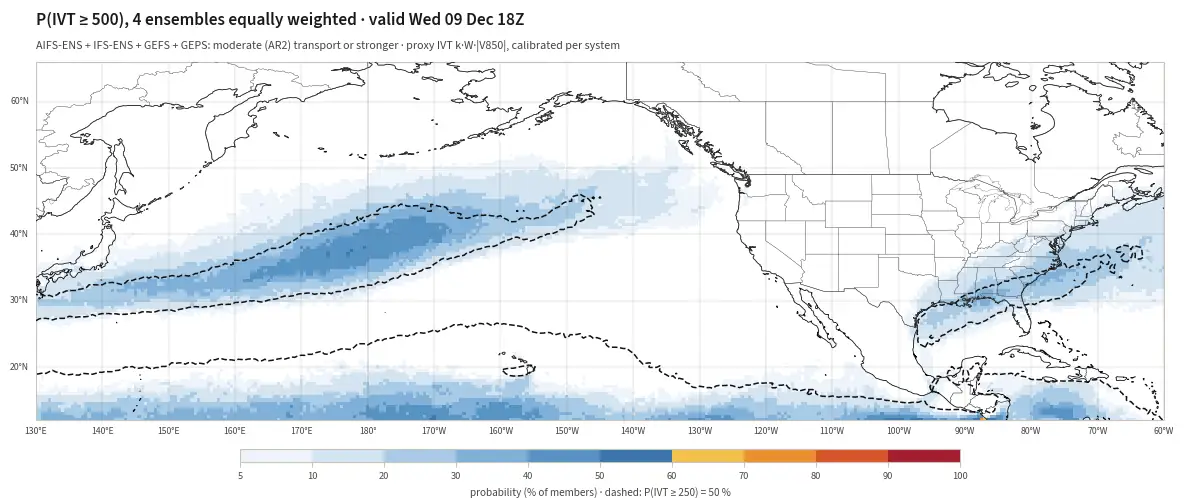 P(IVT ≥ 500), 4 ensembles equally weighted · valid Wed 09 Dec 18Z
AIFS-ENS + IFS-ENS + GEFS + GEPS: moderate (AR2) transport or stronger · proxy IVT k·W·|V850|, calibrated per system
60°N
50°N
40°N
30°N
20°N
130°E 140°E 150°E 160°E 170°E 180° 170°W 160°W 150°W 140°W 130°W 120°W 110°W 100°W 90°W 80°W 70°W 60°W
5 10 20 30 40 50 60 70 80 90 100
probability (% of members) · dashed: P(IVT ≥ 250) = 50 %